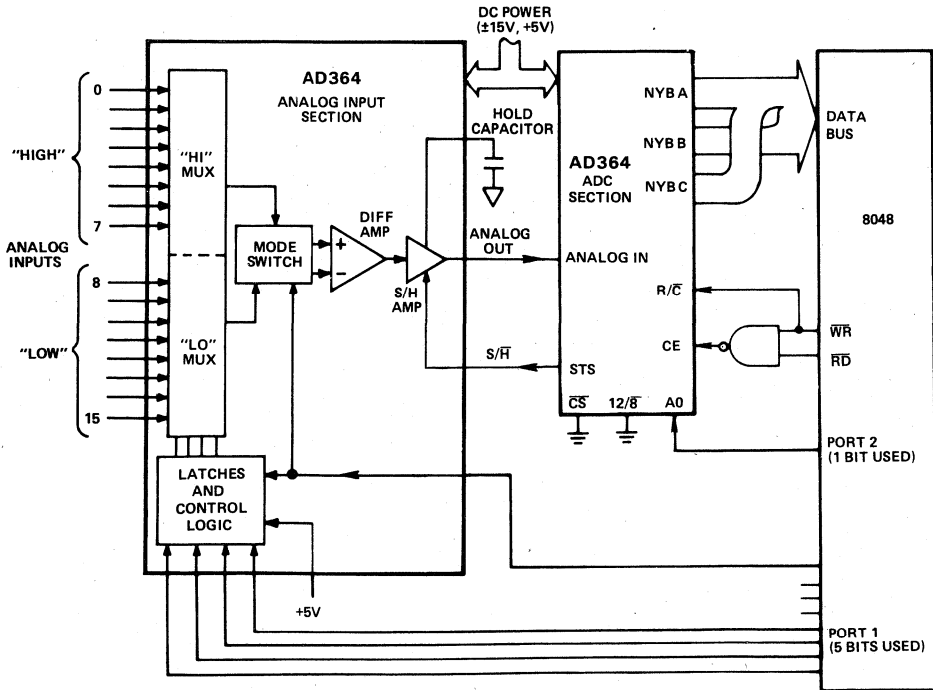 DC POWER
(±15V, +5V)
AD364
ANALOG INPUT
SECTION
"HIGH"
0
7
"HI"
MUX
ANALOG
INPUTS
"LOW"
8
15
"LO"
MUX
MODE
SWITCH
DIFF
AMP
+
−
S/H
AMP
HOLD
CAPACITOR
ANALOG
OUT
S/H̅
LATCHES
AND
CONTROL
LOGIC
+5V
AD364
ADC
SECTION
NYB A
NYB B
NYB C
ANALOG IN
R/C̅
CE
STS
C̅S̅
12/8̅
A0
DATA
BUS
8048
W̅R̅
R̅D̅
PORT 2
(1 BIT USED)
PORT 1
(5 BITS USED)